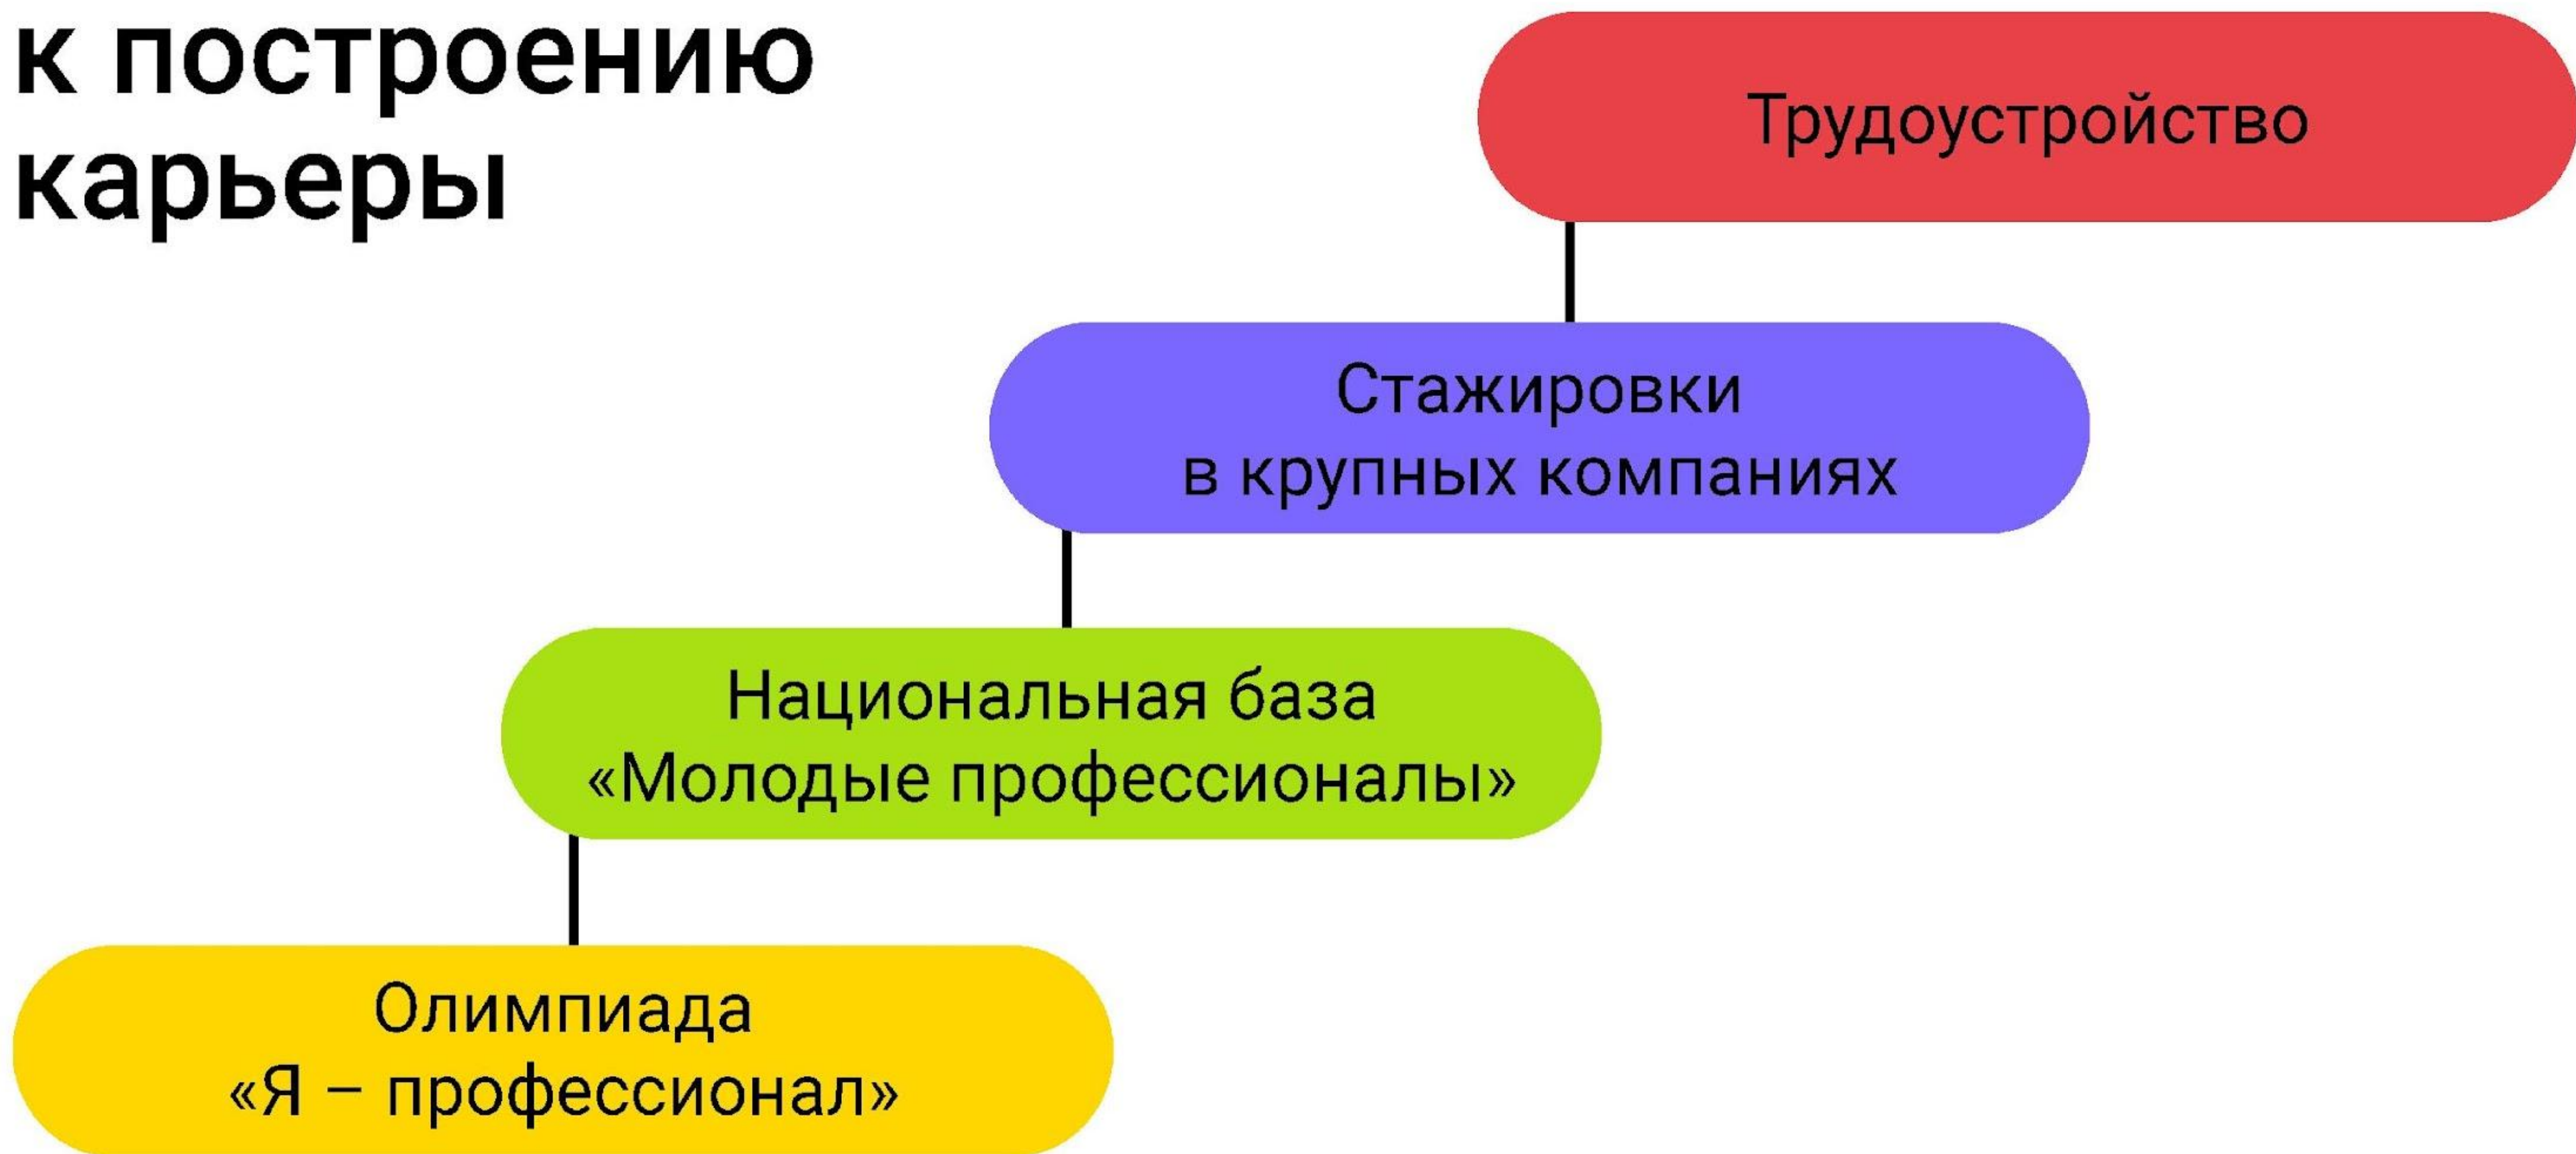 к построению
карьеры
Трудоустройство
Стажировки
в крупных компаниях
Национальная база
«Молодые профессионалы»
Олимпиада
«Я – профессионал»